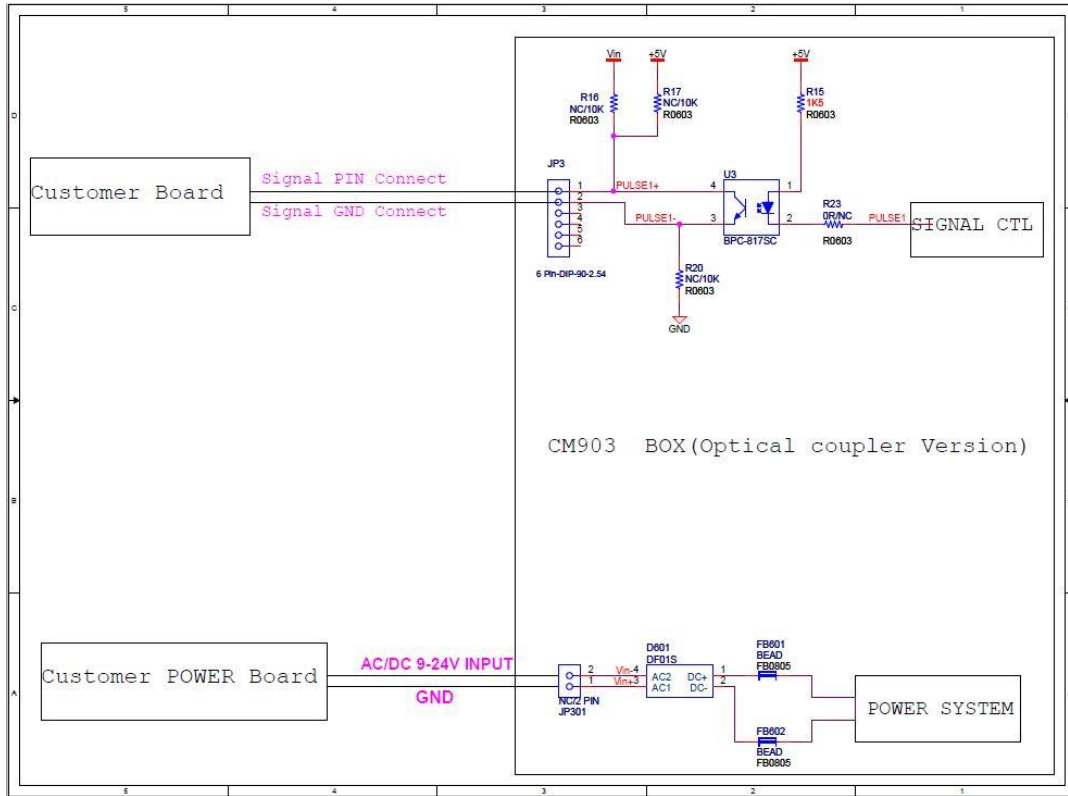 5 4 3 2 1
D
C
B
A
Vin
+5V
+5V
R16
NC/10K
R0603
R17
NC/10K
R0603
R15
1K5
R0603
Customer Board
Signal PIN Connect
Signal GND Connect
JP3
1
2
3
4
5
6
6 Pin-DIP-90-2.54
PULSE1+
PULSE1-
U3
4 1
3 2
BPC-817SC
R23
0R/NC
R0603
PULSE1
SIGNAL CTL
R20
NC/10K
R0603
GND
CM903 BOX(Optical coupler Version)
Customer POWER Board
AC/DC 9-24V INPUT
GND
2
1
NC/2 PIN
JP301
Vin-4
Vin+3
D601
DF01S
AC2 DC+
AC1 DC-
1
2
FB601
BEAD
FB0805
FB602
BEAD
FB0805
POWER SYSTEM
5 4 3 2 1